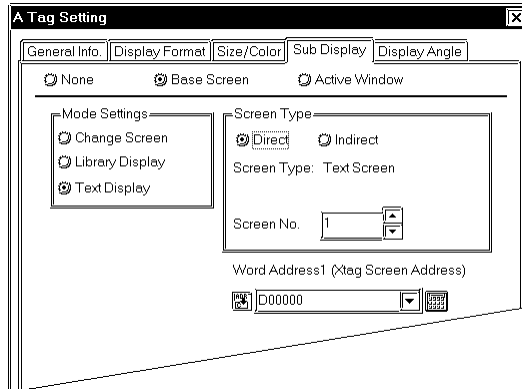 A Tag Setting
General Info. Display Format Size/Color Sub Display Display Angle
None Base Screen Active Window
Mode Settings
Change Screen
Library Display
Text Display
Screen Type
Direct Indirect
Screen Type: Text Screen
Screen No. 1
Word Address1 (Xtag Screen Address)
D00000